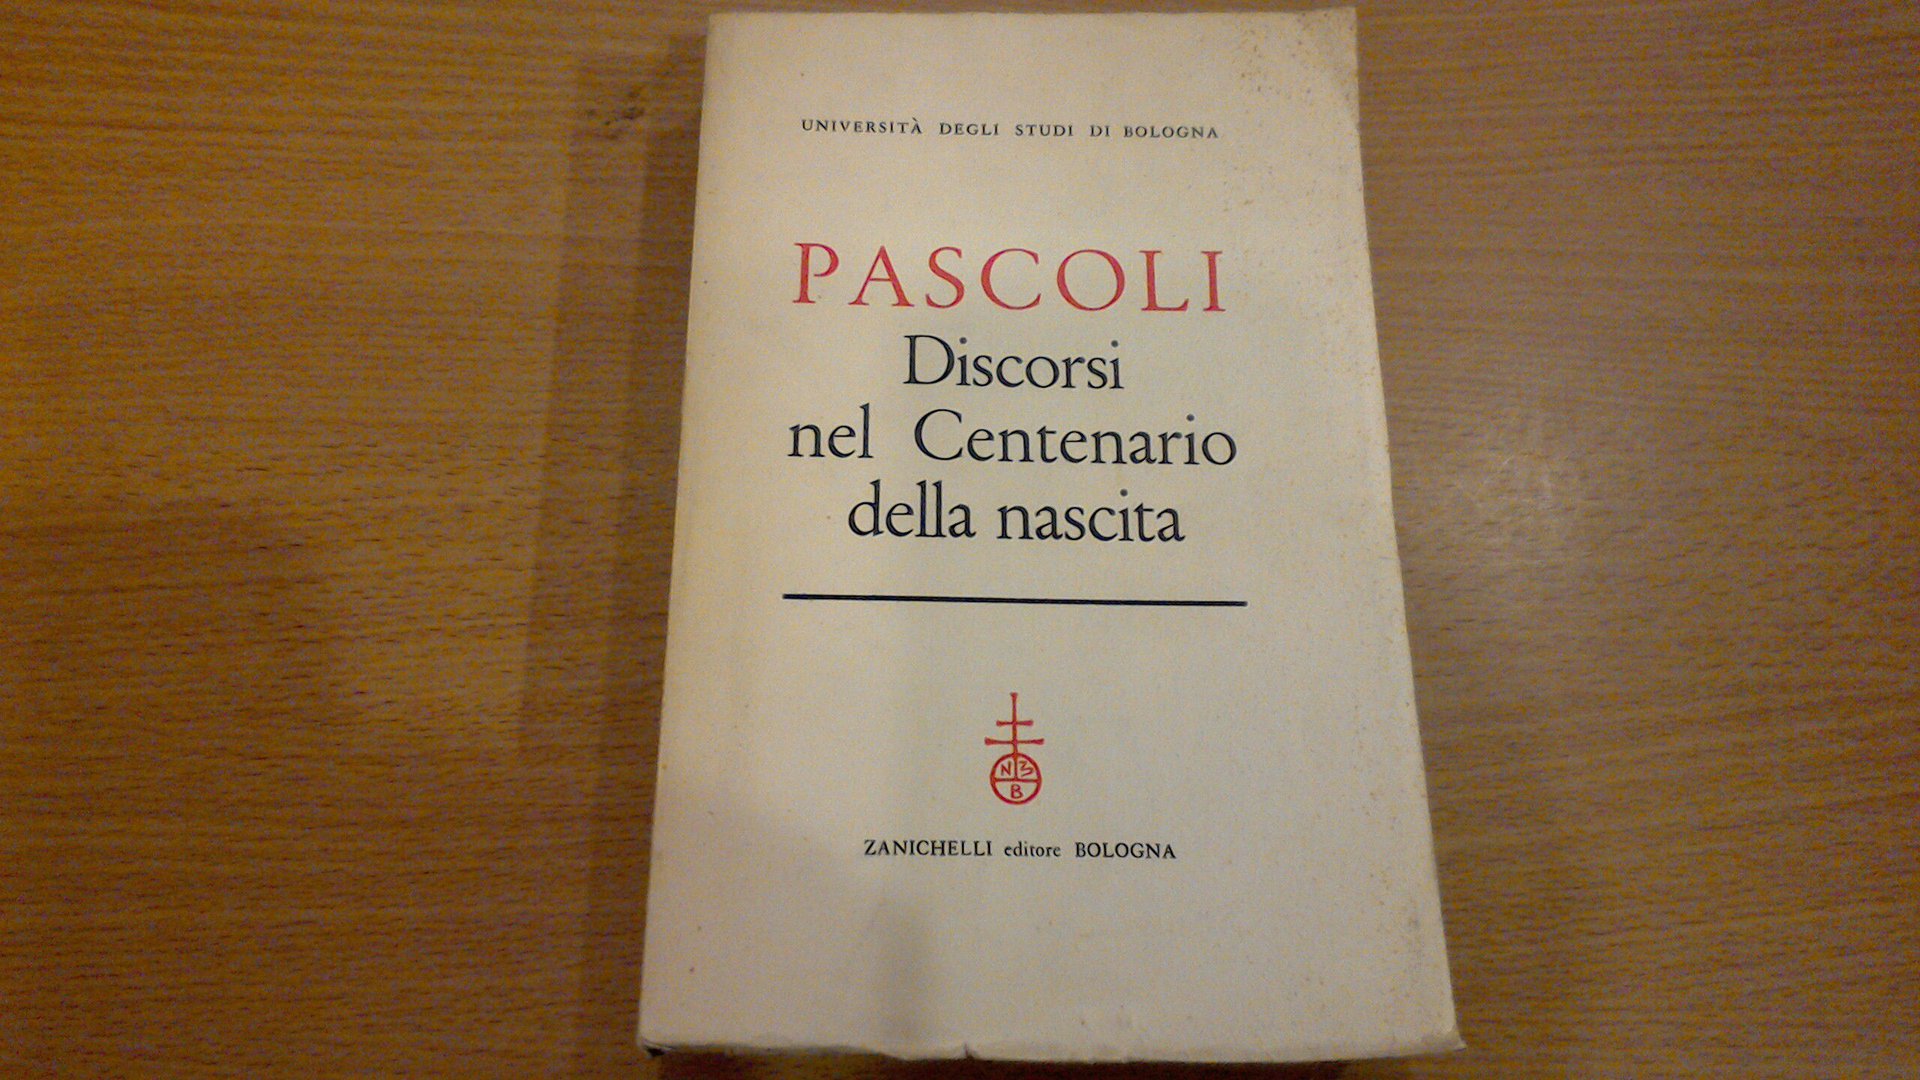 UNIVERSITÀ DEGLI STUDI DI BOLOGNA
PASCOLI
Discorsi
nel Centenario
della nascita
N Z
B
ZANICHELLI editore BOLOGNA